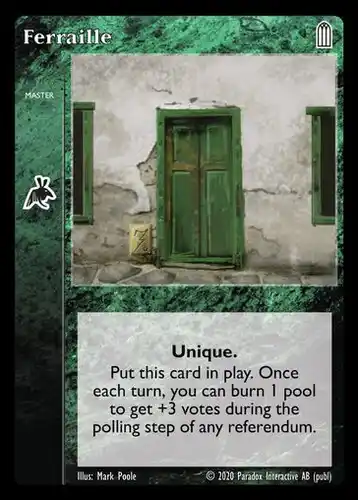 Ferraille
MASTER
Unique.
Put this card in play. Once
each turn, you can burn 1 pool
to get +3 votes during the
polling step of any referendum.
Illus: Mark Poole
© 2020 Paradox Interactive AB (publ)